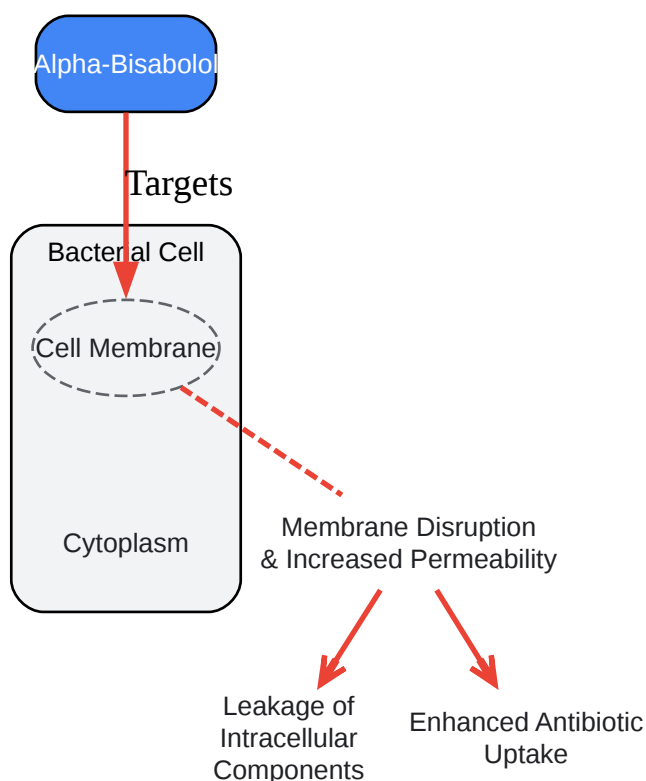 Alpha-Bisabolol
Targets
Bacterial Cell
Cell Membrane
Cytoplasm
Membrane Disruption
& Increased Permeability
Leakage of
Intracellular
Components
Enhanced Antibiotic
Uptake